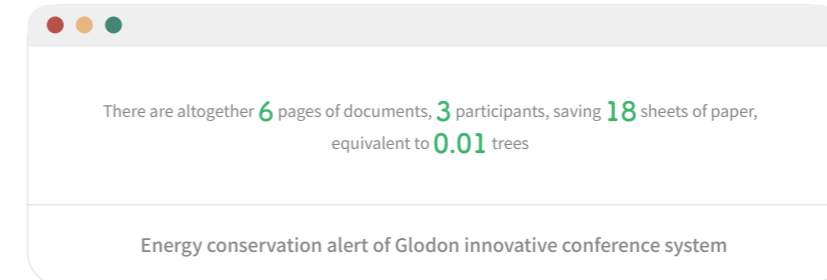 There are altogether 6 pages of documents, 3 participants, saving 18 sheets of paper,
equivalent to 0.01 trees
Energy conservation alert of Glodon innovative conference system